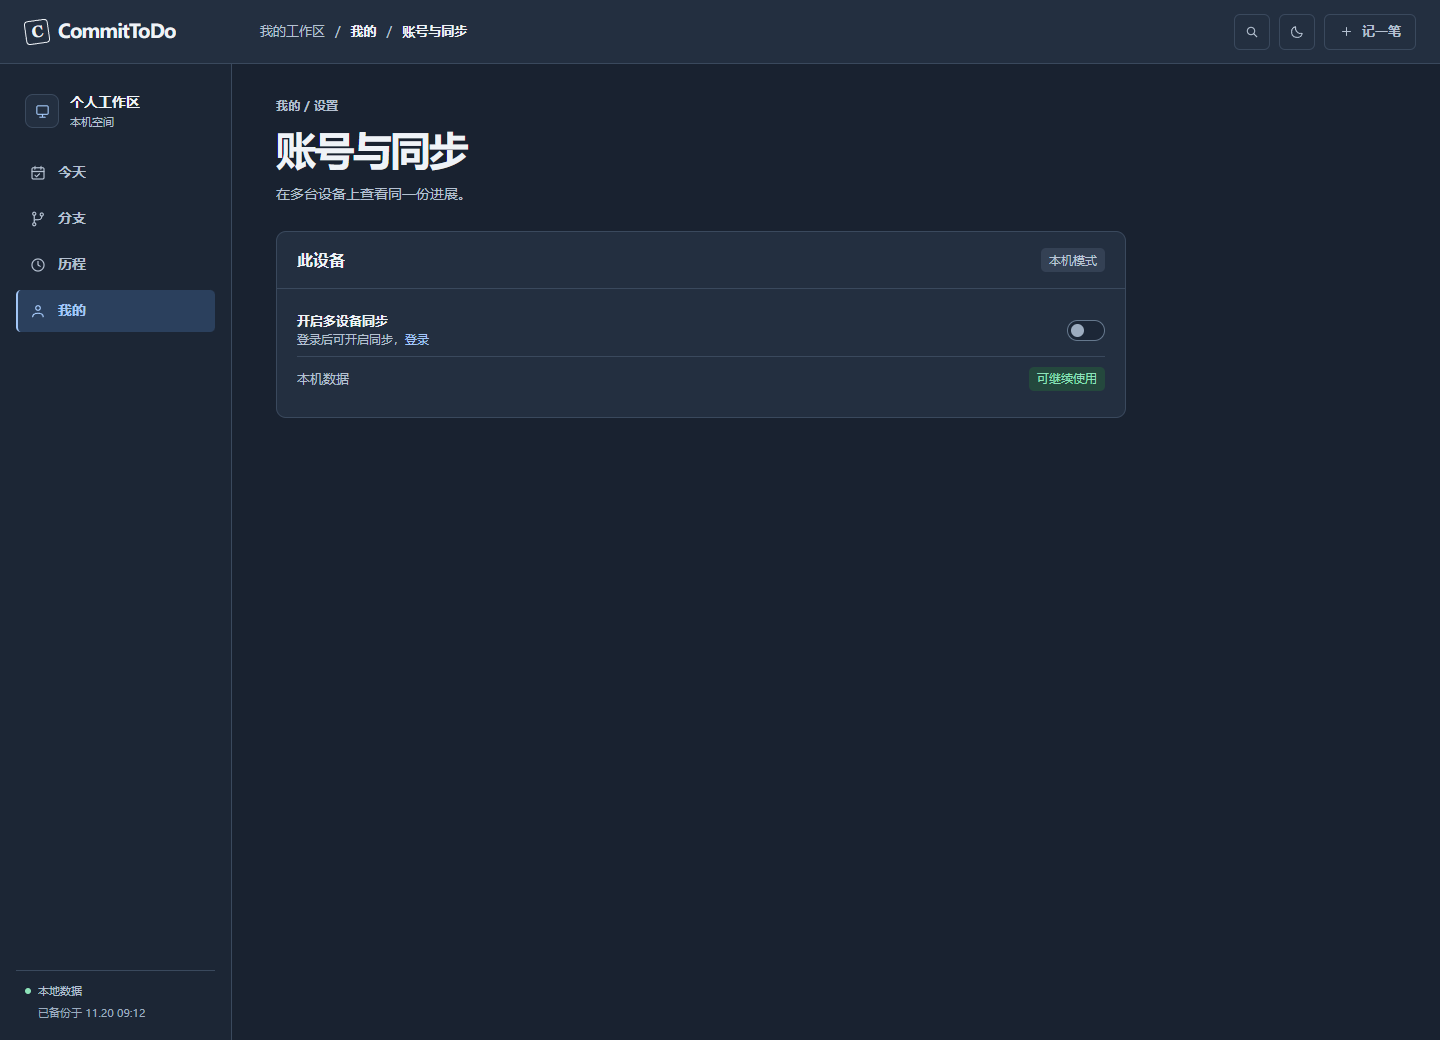 C CommitToDo
我的工作区 / 我的 / 账号与同步
记一笔
个人工作区
本机空间
今天
分支
历程
我的
本地数据
已备份于 11.20 09:12
我的 / 设置
账号与同步
在多台设备上查看同一份进展。
此设备
本机模式
开启多设备同步
登录后可开启同步，登录
本机数据
可继续使用